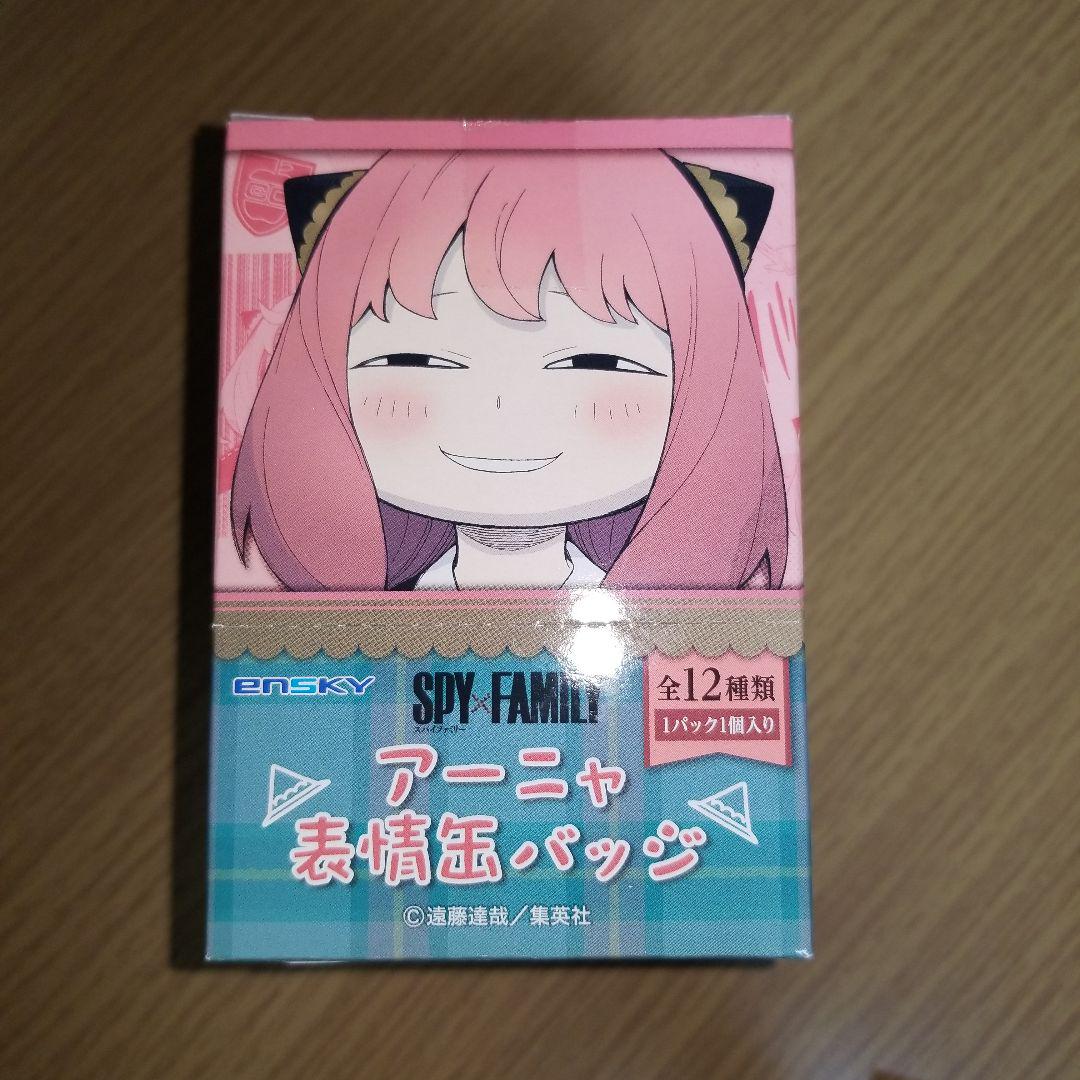 ensky
SPY×FAMILY
スパイファミリー
全12種類
1パック1個入り
アーニャ
表情缶バッジ
©遠藤達哉/集英社